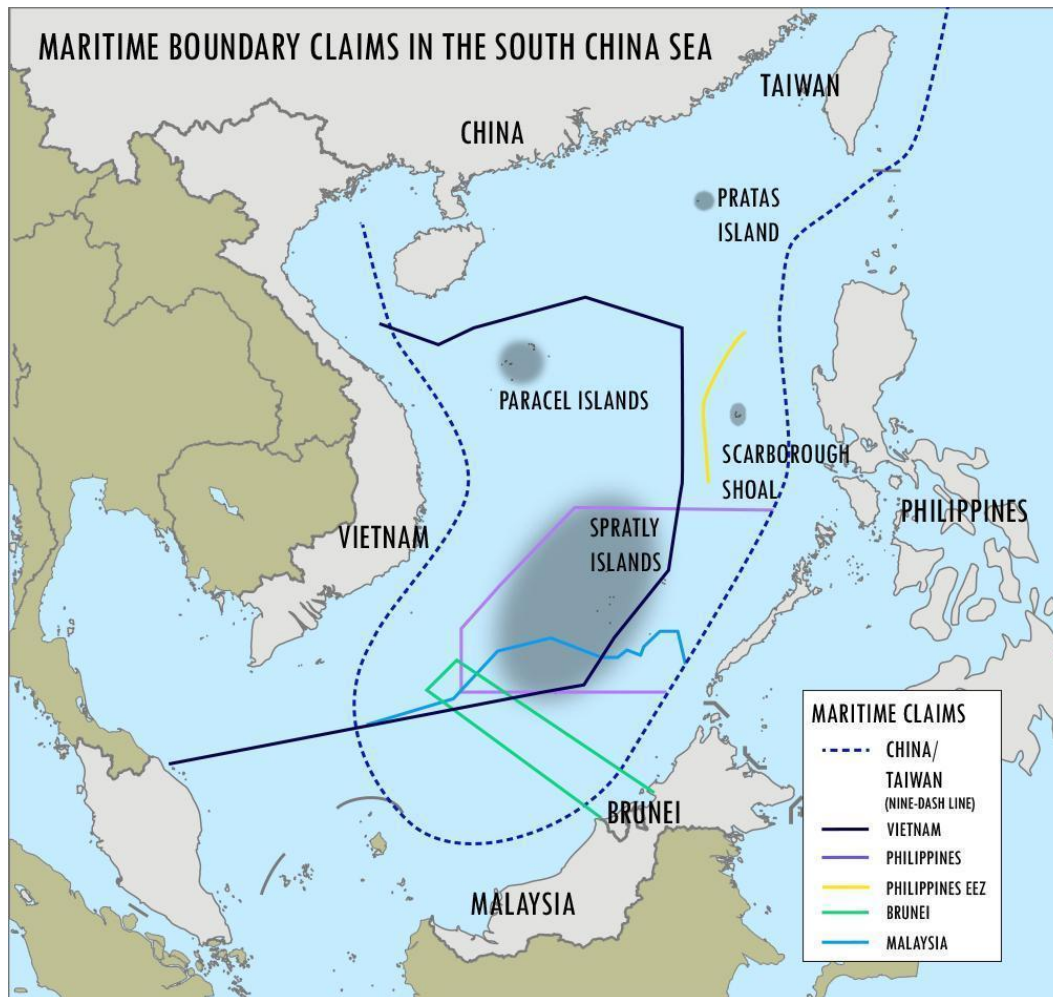 MARITIME BOUNDARY CLAIMS IN THE SOUTH CHINA SEA
TAIWAN
CHINA
PRATAS
ISLAND
PARACEL ISLANDS
SCARBOROUGH
SHOAL
PHILIPPINES
SPRATLY
ISLANDS
VIETNAM
BRUNEI
MALAYSIA
MARITIME CLAIMS
CHINA/
TAIWAN
(NINE-DASH LINE)
VIETNAM
PHILIPPINES
PHILIPPINES EEZ
BRUNEI
MALAYSIA